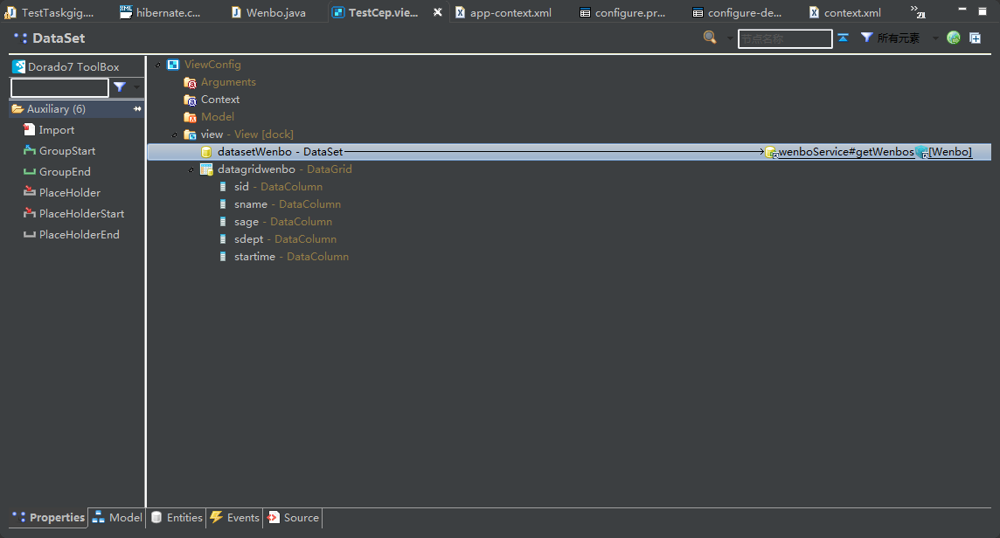 TestTaskgig.... hibernate.c... Wenbo.java TestCep.vie... app-context.xml configure.pr... configure-de... context.xml »21
DataSet 节点名称 所有元素
Dorado7 ToolBox
Auxiliary (6)
Import
GroupStart
GroupEnd
PlaceHolder
PlaceHolderStart
PlaceHolderEnd
ViewConfig
Arguments
Context
Model
view - View [dock]
datasetWenbo - DataSet wenboService#getWenbos [Wenbo]
datagridwenbo - DataGrid
sid - DataColumn
sname - DataColumn
sage - DataColumn
sdept - DataColumn
startime - DataColumn
Properties Model Entities Events Source